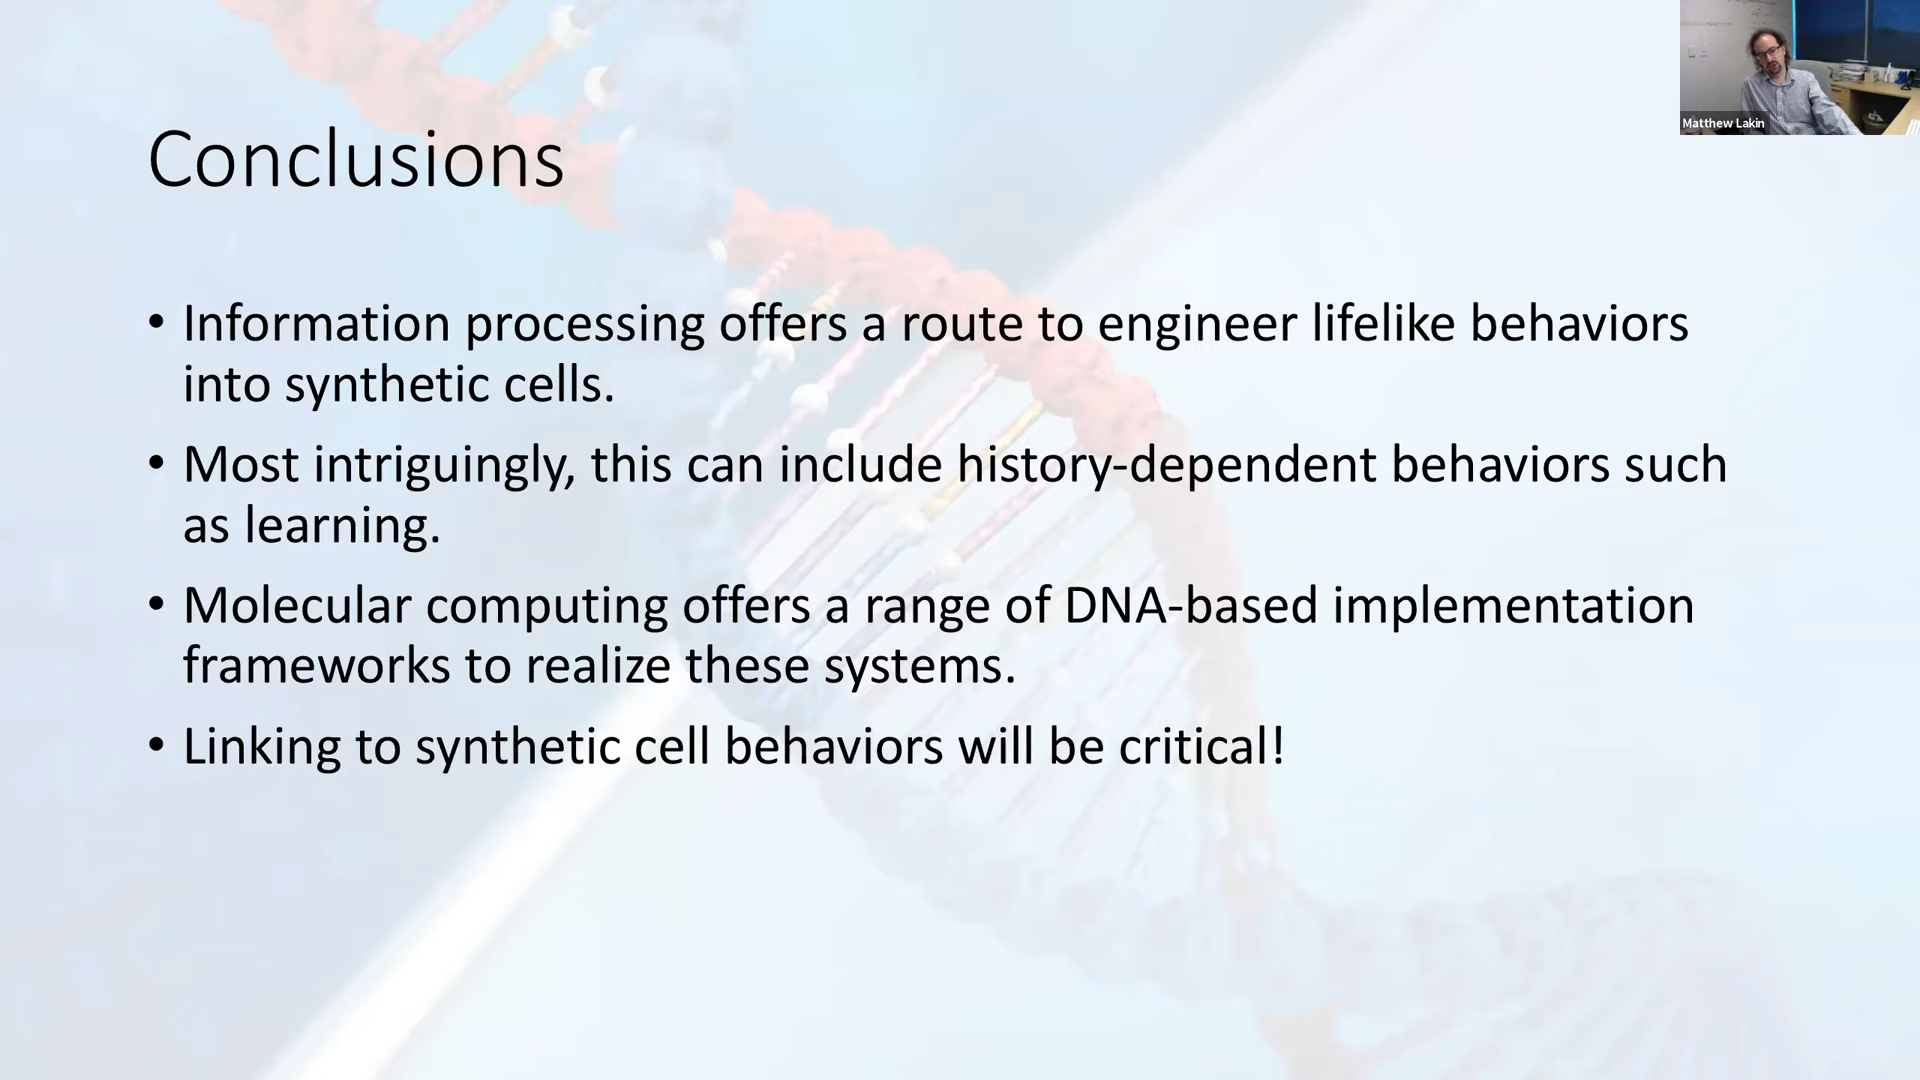 Matthew Lakin
Conclusions
• Information processing offers a route to engineer lifelike behaviors
into synthetic cells.
• Most intriguingly, this can include history-dependent behaviors such
as learning.
• Molecular computing offers a range of DNA-based implementation
frameworks to realize these systems.
• Linking to synthetic cell behaviors will be critical!